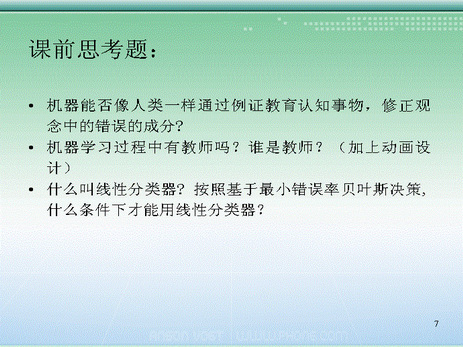 课前思考题：
• 机器能否像人类一样通过例证教育认知事物，修正观
念中的错误的成分?
• 机器学习过程中有教师吗？谁是教师？（加上动画设
计）
• 什么叫线性分类器? 按照基于最小错误率贝叶斯决策,
什么条件下才能用线性分类器？
7